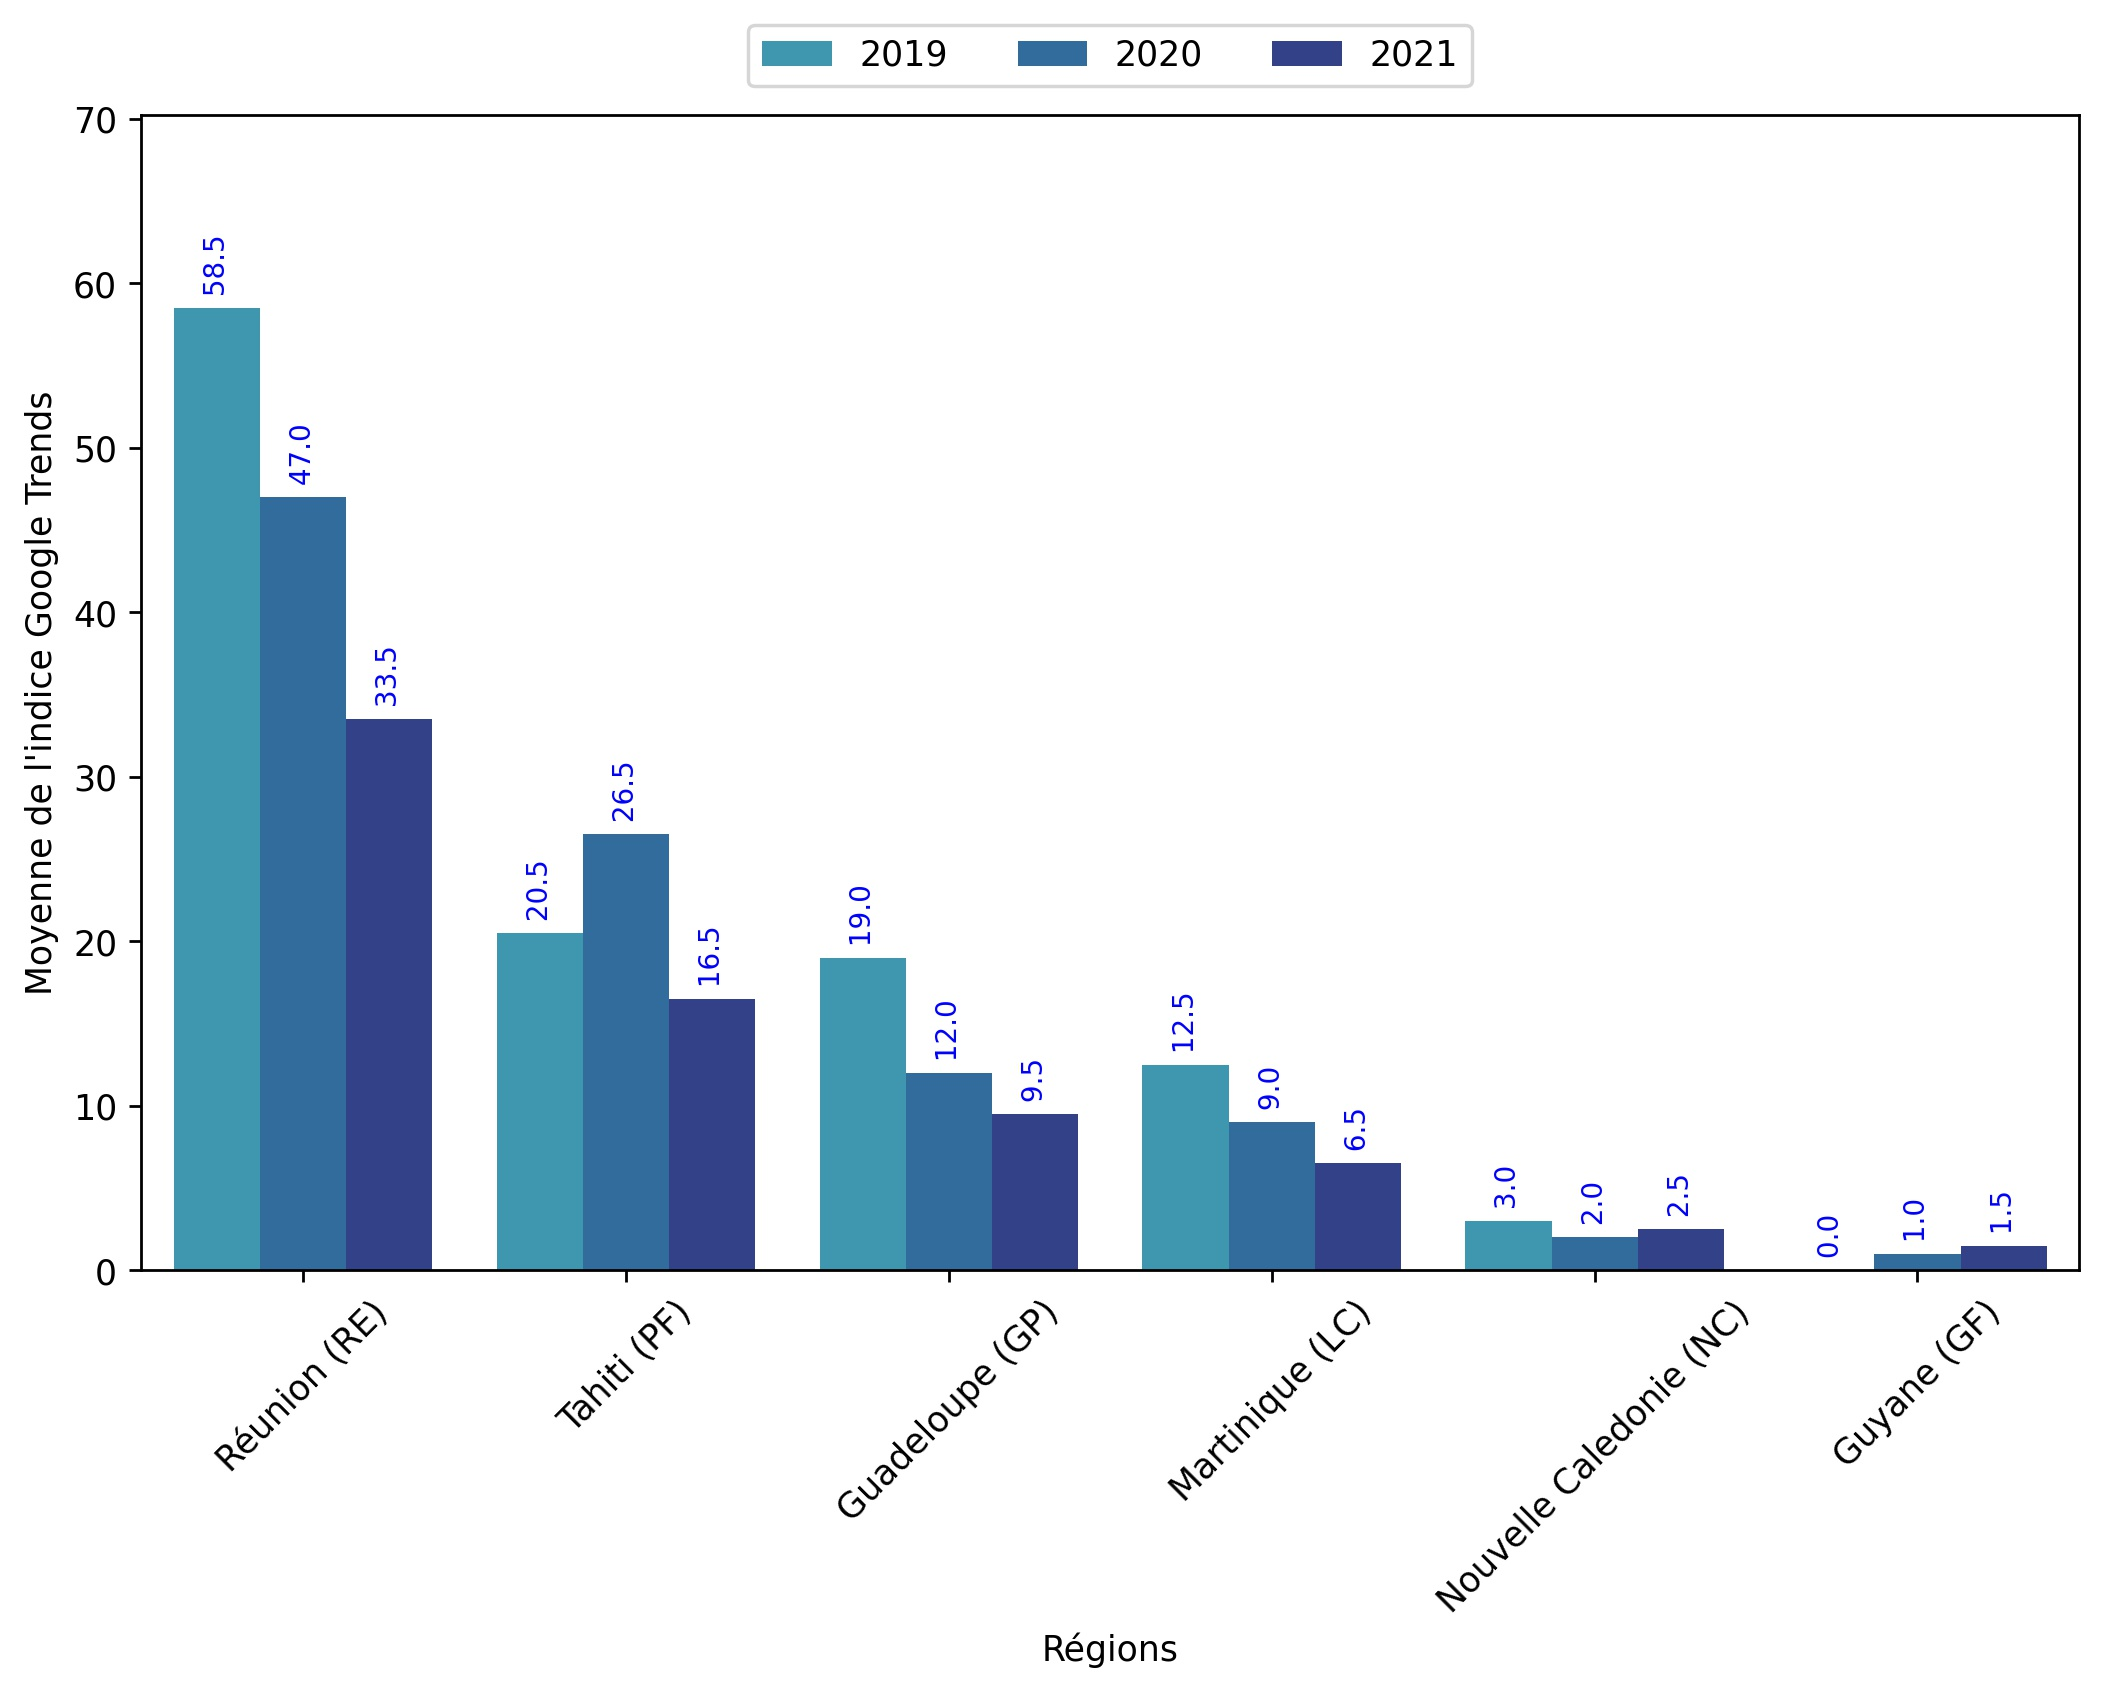 2019 2020 2021
Moyenne de l'indice Google Trends
70
60
50
40
30
20
10
0
58.5
47.0
33.5
20.5
26.5
16.5
19.0
12.0
9.5
12.5
9.0
6.5
3.0
2.0
2.5
0.0
1.0
1.5
Réunion (RE)
Tahiti (PF)
Guadeloupe (GP)
Martinique (LC)
Nouvelle Caledonie (NC)
Guyane (GF)
Régions